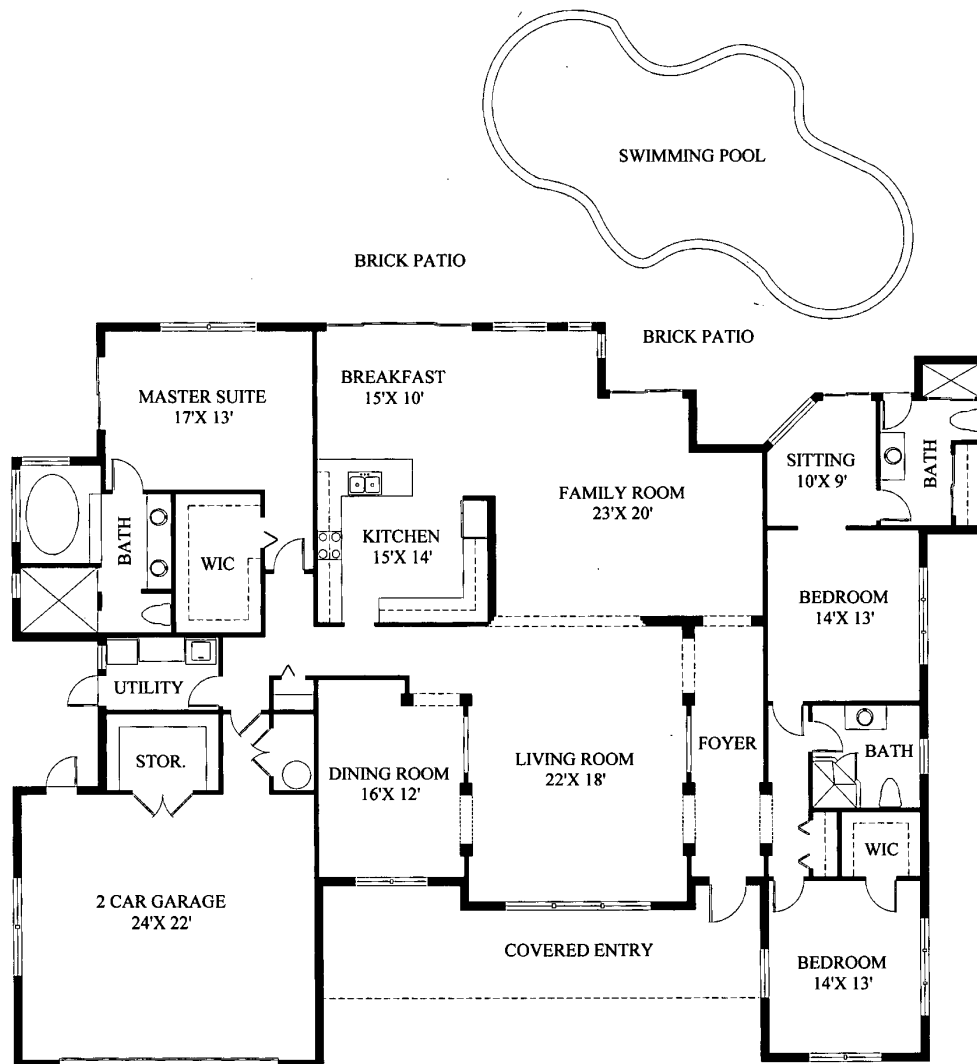 SWIMMING POOL
BRICK PATIO
BRICK PATIO
MASTER SUITE
17'X 13'
BREAKFAST
15'X 10'
SITTING
10'X 9'
BATH
FAMILY ROOM
23'X 20'
KITCHEN
15'X 14'
BATH
WIC
BEDROOM
14'X 13'
UTILITY
STOR.
DINING ROOM
16'X 12'
LIVING ROOM
22'X 18'
FOYER
BATH
WIC
2 CAR GARAGE
24'X 22'
COVERED ENTRY
BEDROOM
14'X 13'